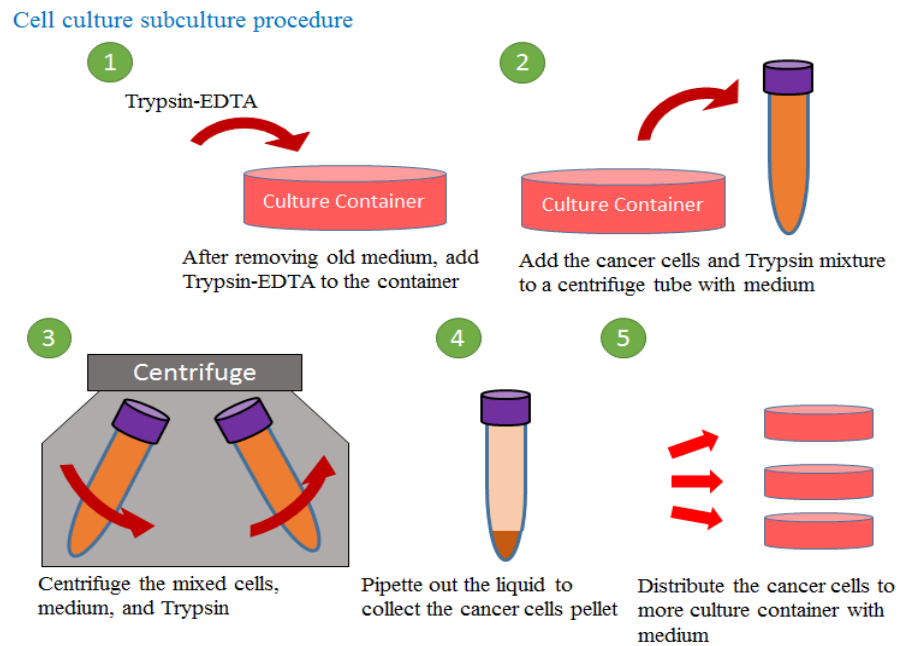 Cell culture subculture procedure
1
Trypsin-EDTA
Culture Container
After removing old medium, add
Trypsin-EDTA to the container
2
Culture Container
Add the cancer cells and Trypsin mixture
to a centrifuge tube with medium
3
Centrifuge
Centrifuge the mixed cells,
medium, and Trypsin
4
Pipette out the liquid to
collect the cancer cells pellet
5
Distribute the cancer cells to
more culture container with
medium